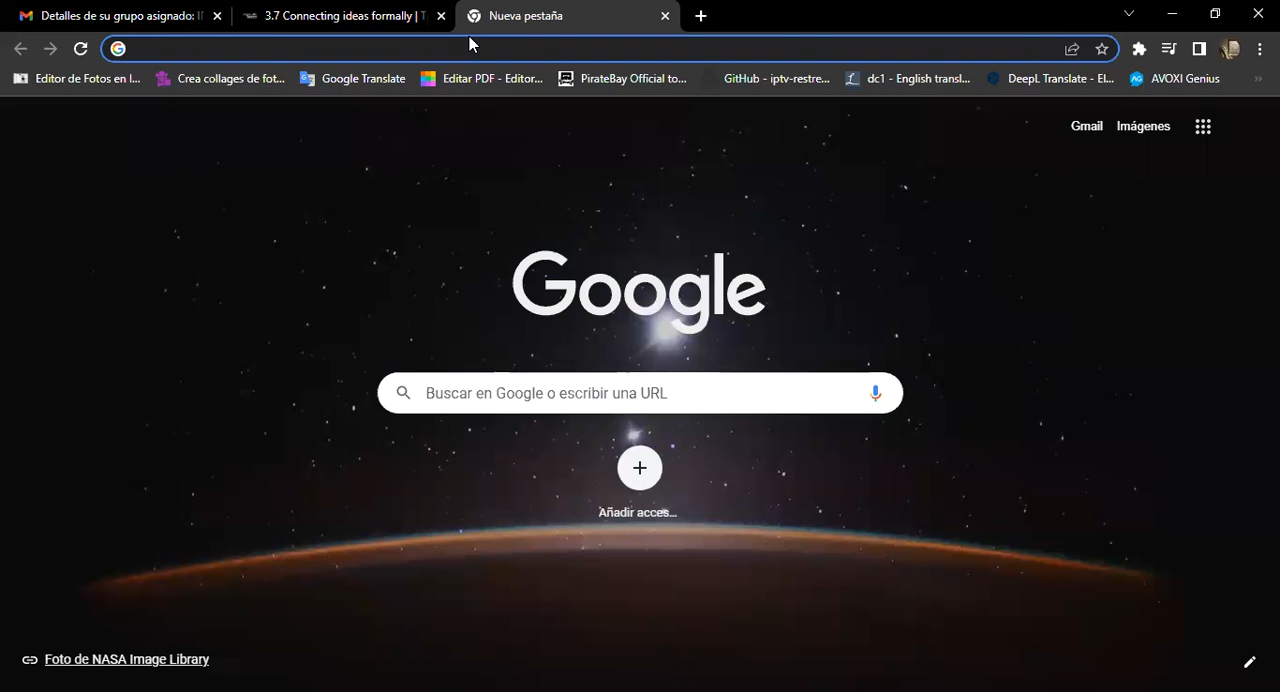 Detalles de su grupo asignado: I
3.7 Connecting ideas formally | T
Nueva pestaña
Editor de Fotos en l...
Crea collages de fot...
Google Translate
Editar PDF - Editor...
PirateBay Official to...
GitHub - iptv-restre...
dc1 - English transl...
DeepL Translate - El...
AVOXI Genius
Gmail
Imágenes
Google
Buscar en Google o escribir una URL
Añadir acces...
Foto de NASA Image Library